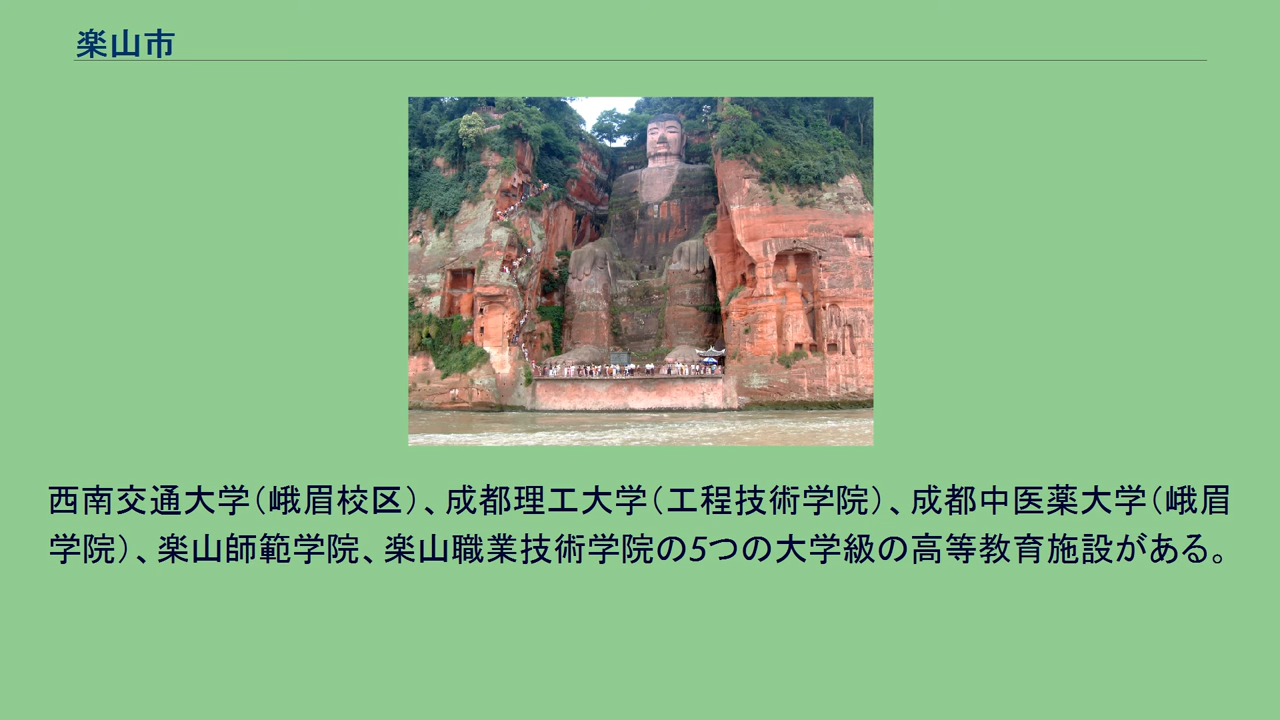 楽山市
西南交通大学（峨眉校区）、成都理工大学（工程技術学院）、成都中医薬大学（峨眉
学院）、楽山師範学院、楽山職業技術学院の5つの大学級の高等教育施設がある。